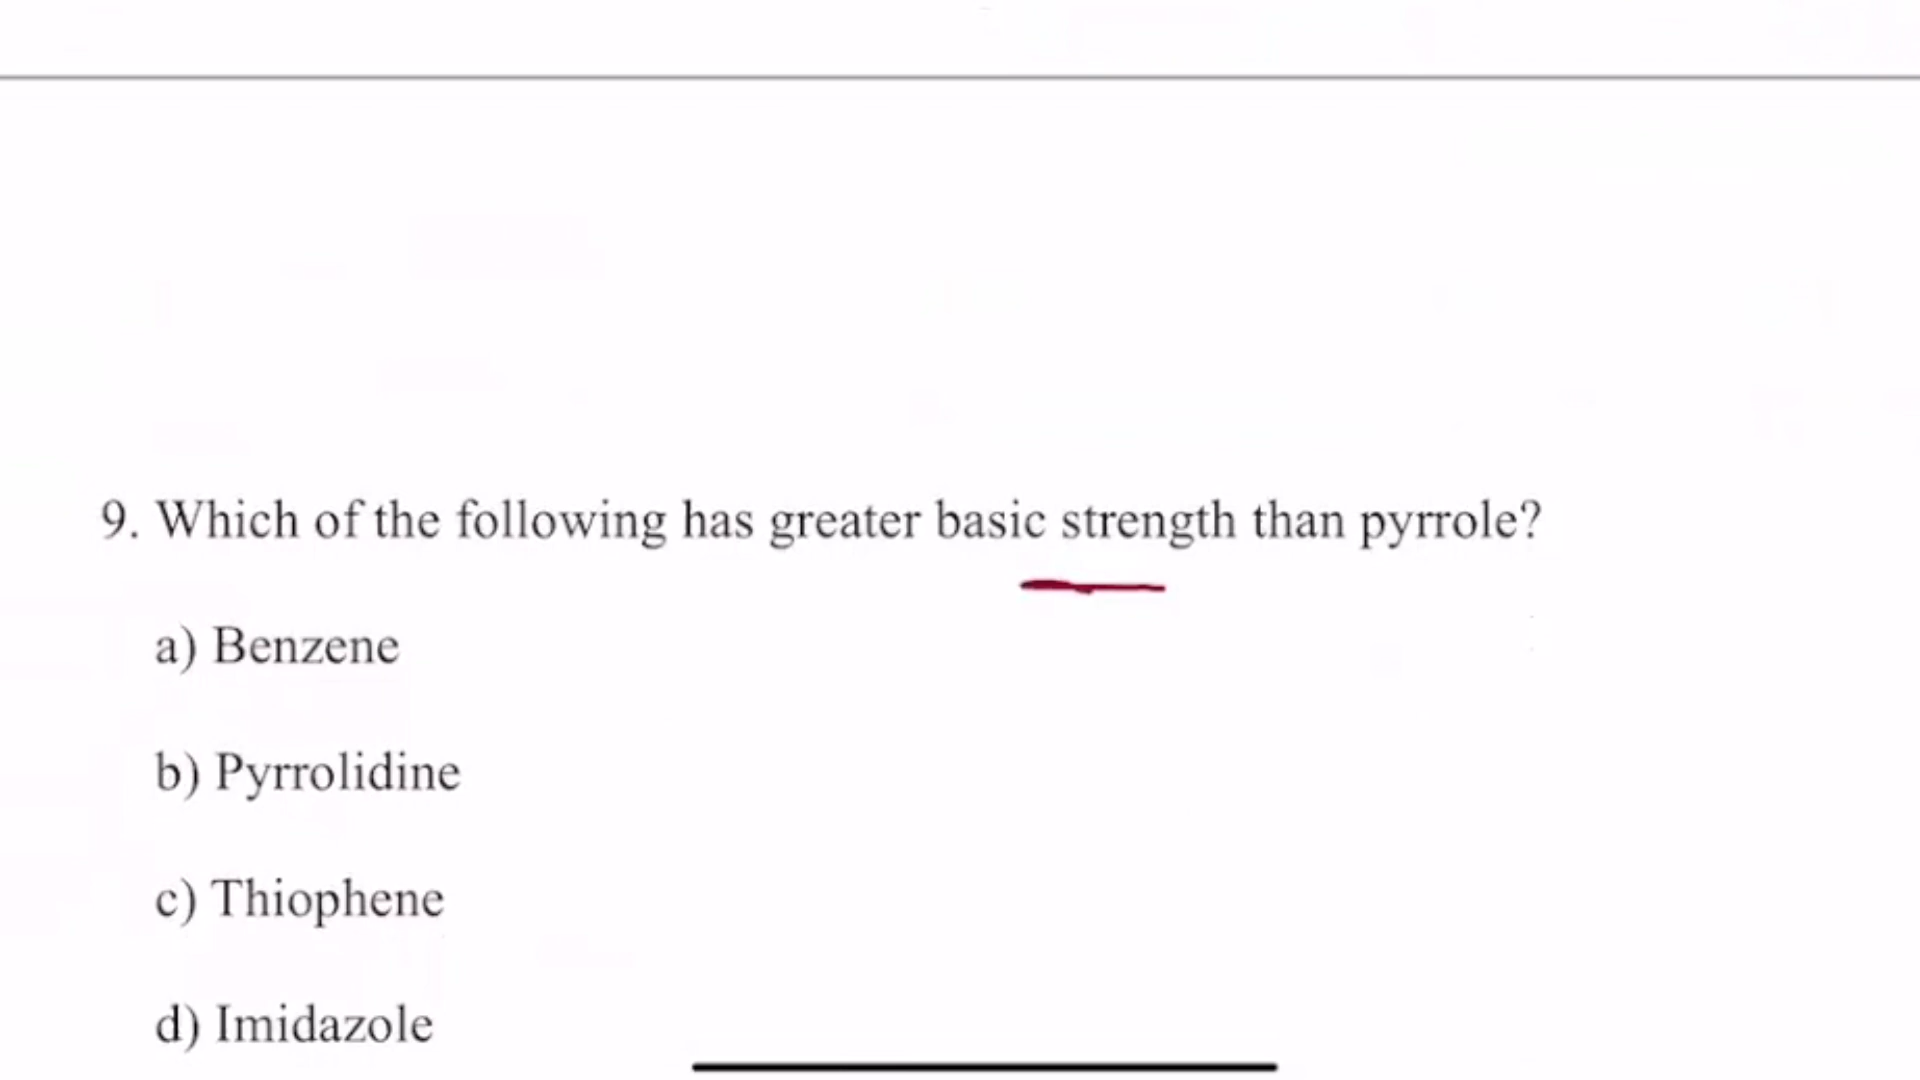 9. Which of the following has greater basic strength than pyrrole?
a) Benzene
b) Pyrrolidine
c) Thiophene
d) Imidazole